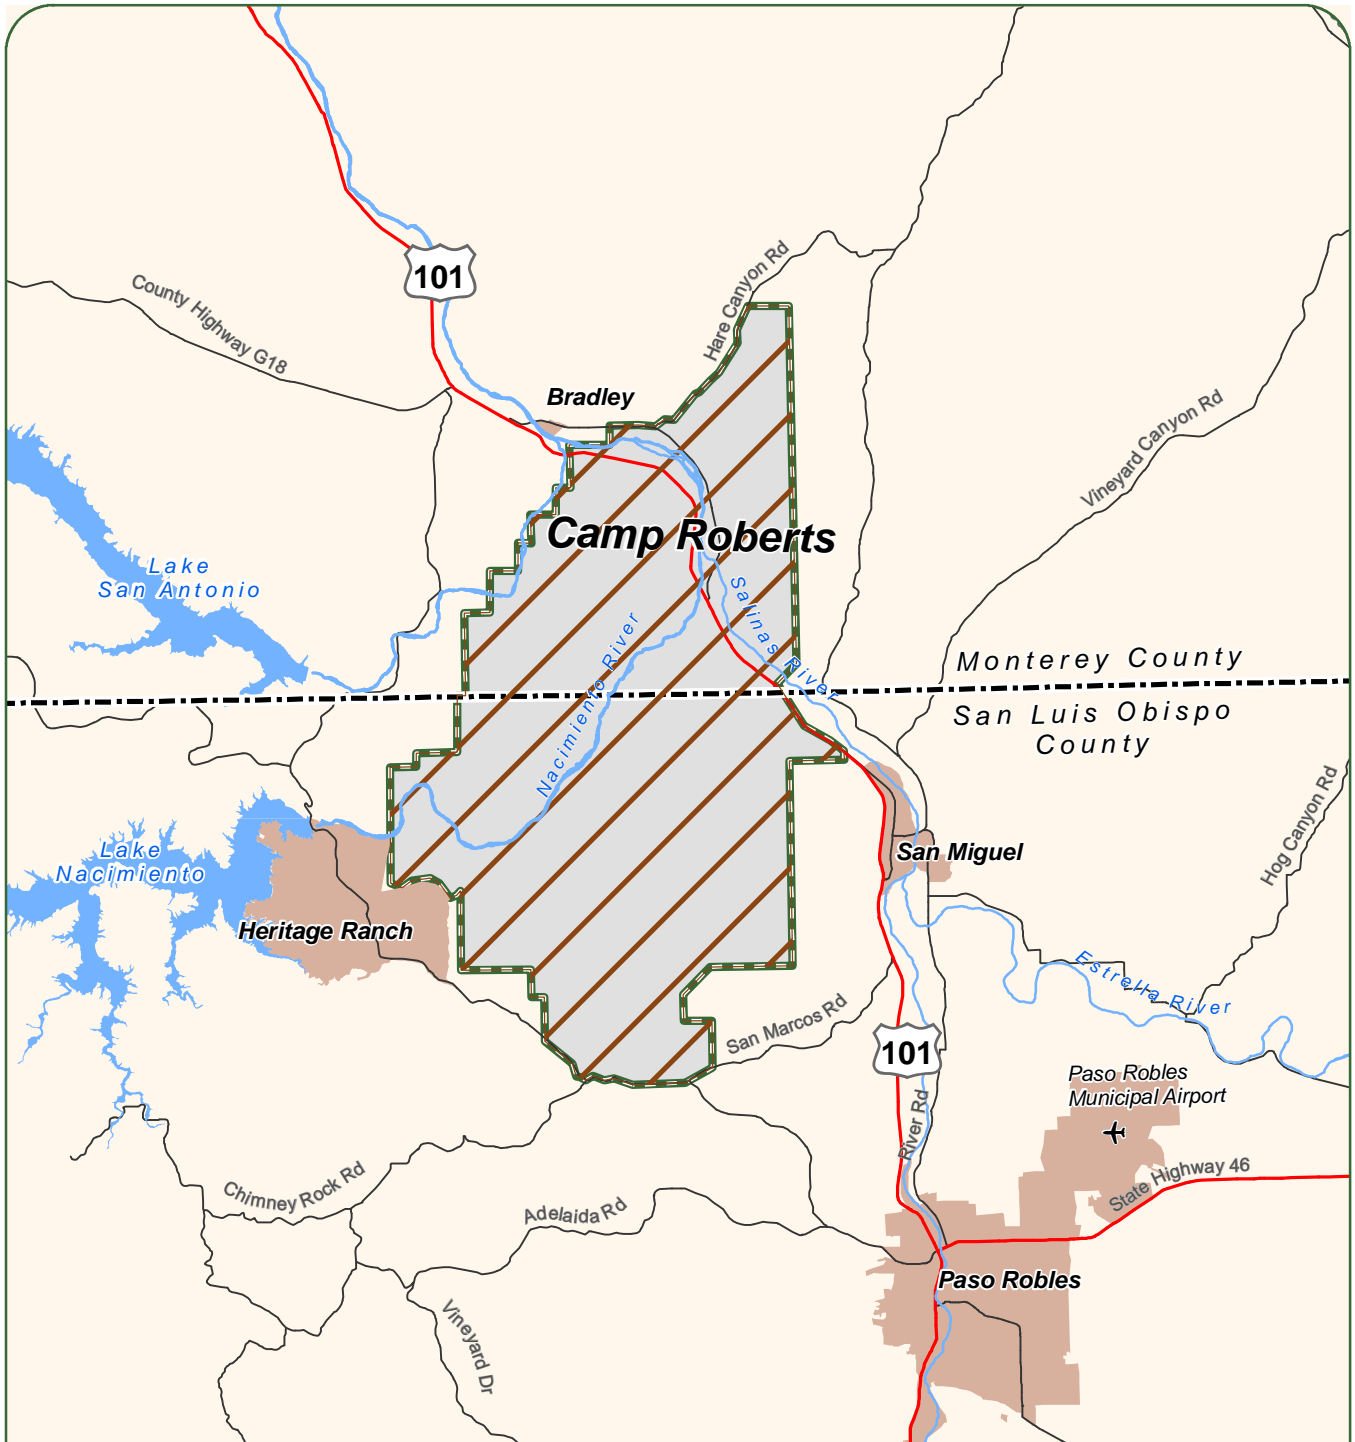 101
Hare Canyon Rd
County Highway G18
Bradley
Vineyard Canyon Rd
Camp Roberts
Lake
San Antonio
Salinas River
Nacimiento River
Monterey County
San Luis Obispo
County
Hog Canyon Rd
Lake
Nacimiento
San Miguel
Heritage Ranch
Estrella River
San Marcos Rd
101
Paso Robles
Municipal Airport
River Rd
State Highway 46
Chimney Rock Rd
Adelaida Rd
Paso Robles
Vineyard Dr